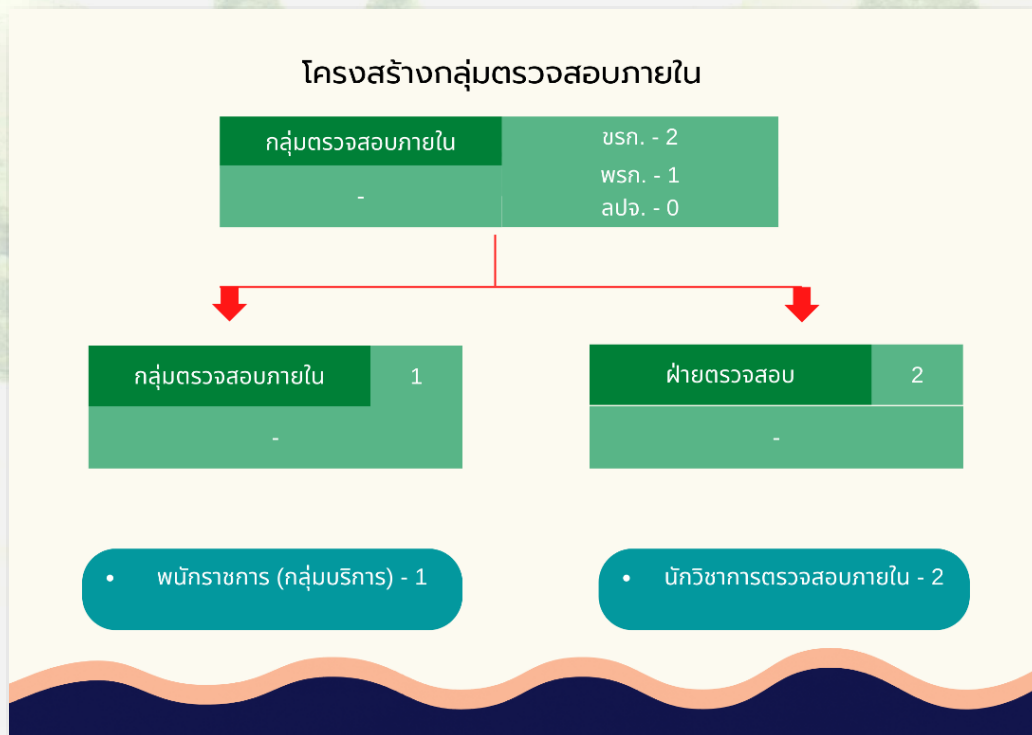 โครงสร้างกลุ่มตรวจสอบภายใน
กลุ่มตรวจสอบภายใน
-
ขรก. - 2
พรก. - 1
ลปจ. - 0
กลุ่มตรวจสอบภายใน 1
-
ฝ่ายตรวจสอบ 2
-
• พนักราชการ (กลุ่มบริการ) - 1
• นักวิชาการตรวจสอบภายใน - 2